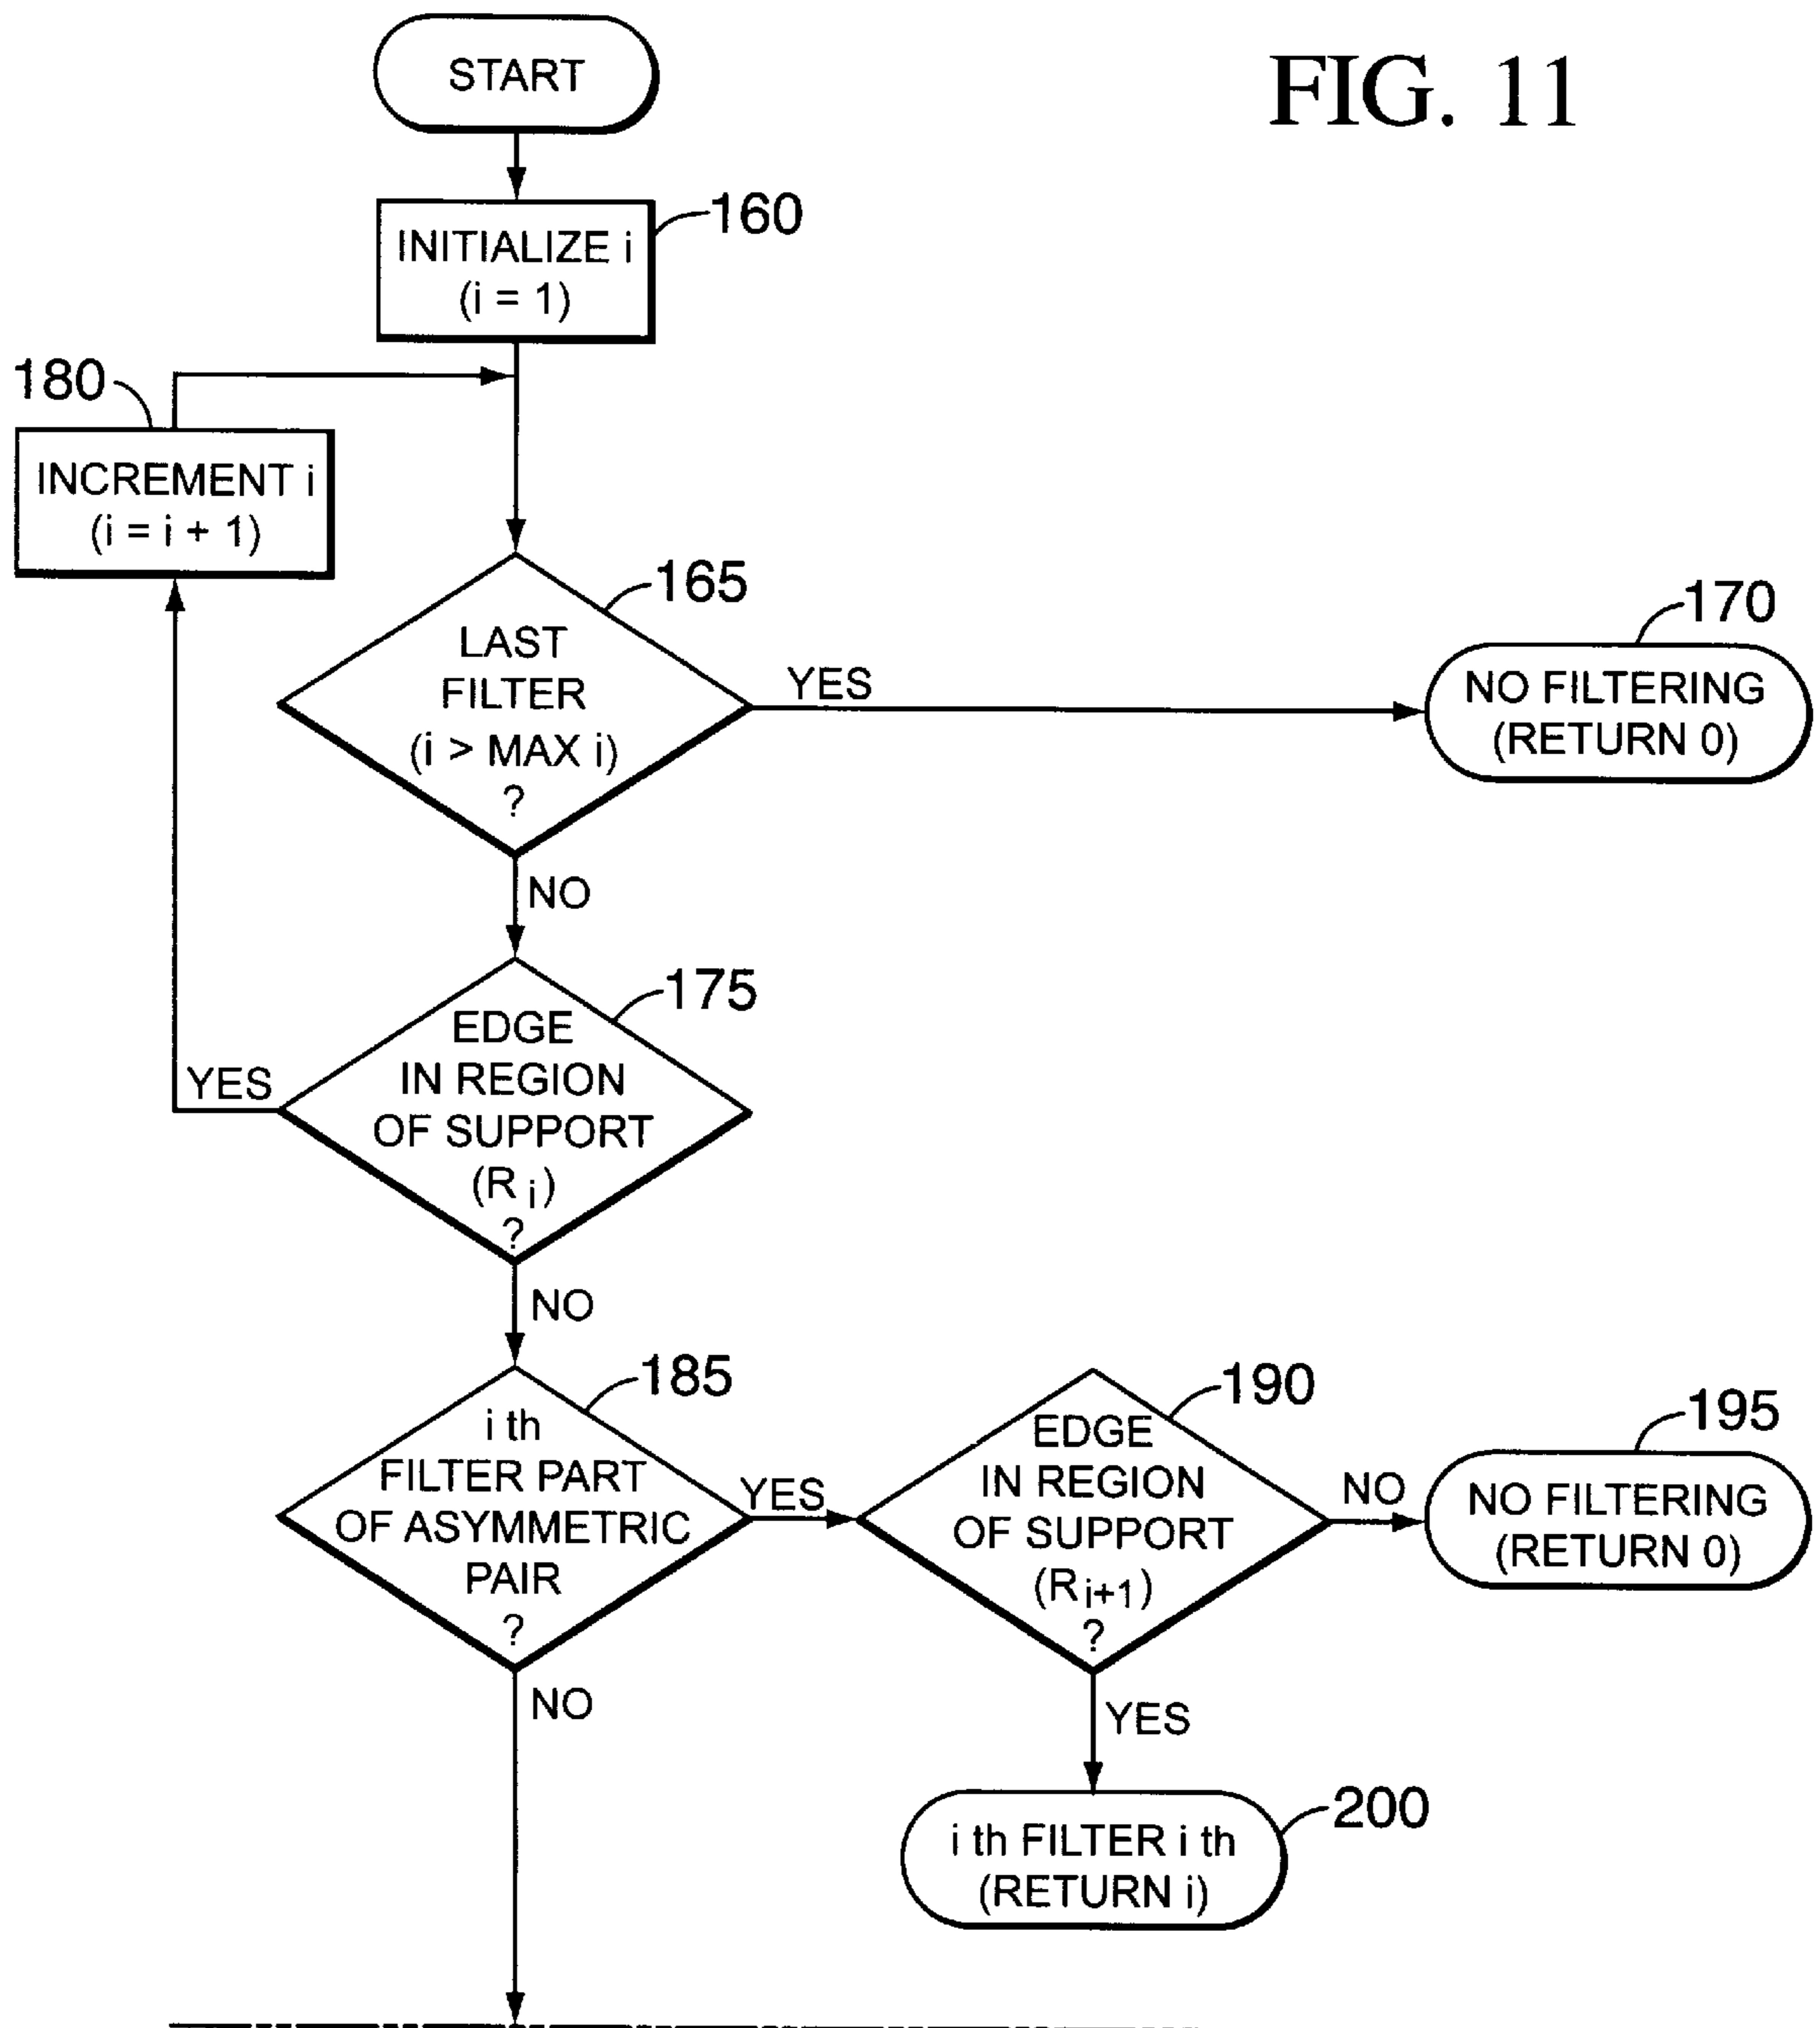 FIG. 11
START
160
INITIALIZE i
(i = 1)
180
INCREMENT i
(i = i + 1)
165
LAST
FILTER
(i > MAX i)
?
YES
170
NO FILTERING
(RETURN 0)
NO
175
EDGE
IN REGION
OF SUPPORT
(R i)
?
YES
NO
185
i th
FILTER PART
OF ASYMMETRIC
PAIR
?
YES
190
EDGE
IN REGION
OF SUPPORT
(R i+1)
?
NO
195
NO FILTERING
(RETURN 0)
NO
YES
200
i th FILTER i th
(RETURN i)